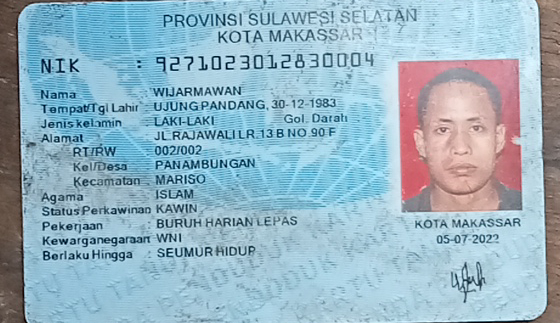 PROVINSI SULAWESI SELATAN
KOTA MAKASSAR
NIK : 9271023012830004
Nama : WIJARMAWAN
Tempat/Tgl Lahir : UJUNG PANDANG, 30-12-1983
Jenis kelamin : LAKI-LAKI Gol. Darah
Alamat : JL RAJAWALI LR.13 B NO 90 F
RT/RW : 002/002
Kel/Desa : PANAMBUNGAN
Kecamatan : MARISO
Agama : ISLAM
Status Perkawinan : KAWIN
Pekerjaan : BURUH HARIAN LEPAS
Kewarganegaraan : WNI
Berlaku Hingga : SEUMUR HIDUP
KOTA MAKASSAR
05-07-2022